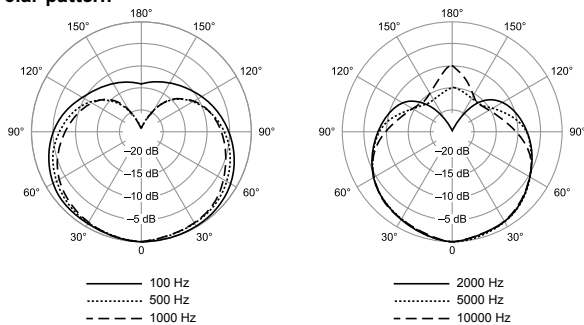 olar pattern
180°
150° 150°
120° 120°
90° 90°
60° 60°
30° 30°
0
–20 dB
–15 dB
–10 dB
–5 dB
100 Hz
500 Hz
1000 Hz
180°
150° 150°
120° 120°
90° 90°
60° 60°
30° 30°
0
–20 dB
–15 dB
–10 dB
–5 dB
2000 Hz
5000 Hz
10000 Hz